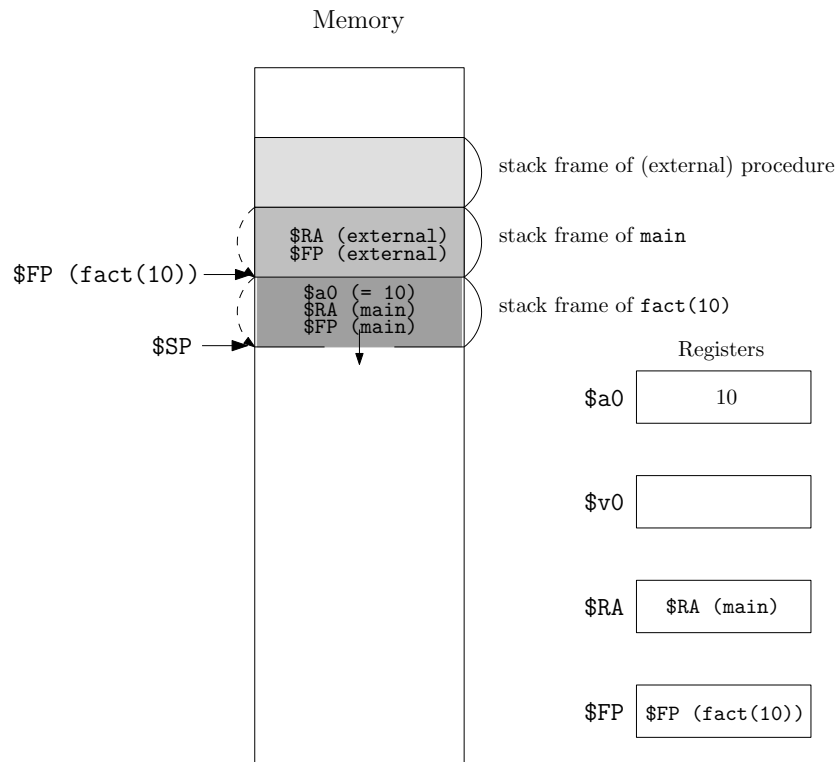 Memory
stack frame of (external) procedure
$RA (external)
$FP (external)
stack frame of main
$FP (fact(10))
$a0 (= 10)
$RA (main)
$FP (main)
stack frame of fact(10)
$SP
Registers
$a0
10
$v0
$RA
$RA (main)
$FP
$FP (fact(10))